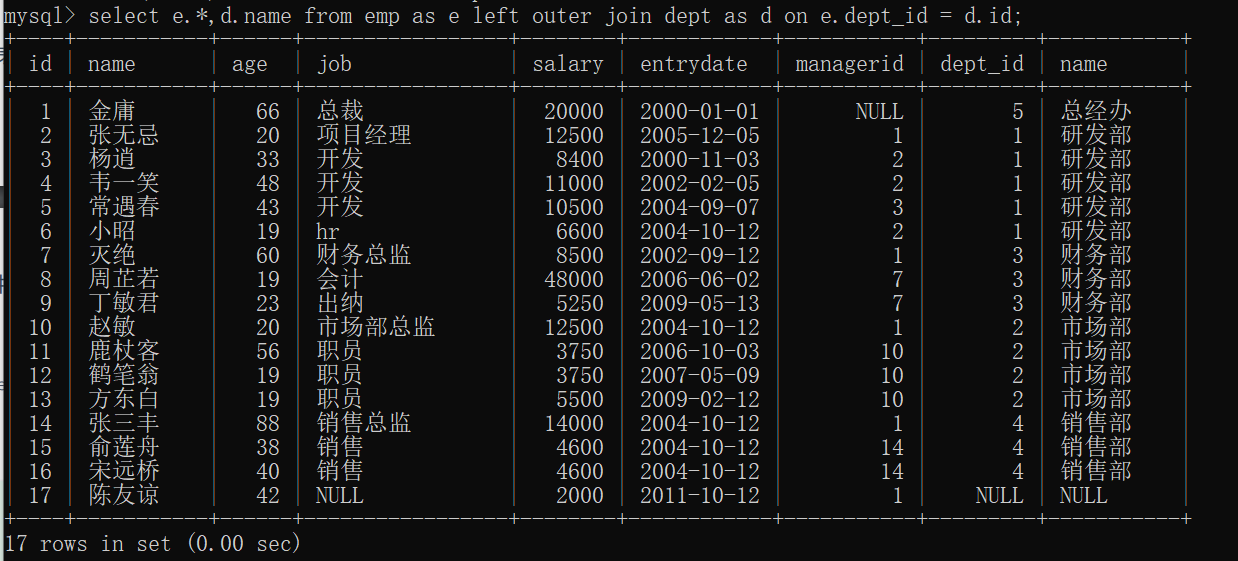 mysql> select e.*,d.name from emp as e left outer join dept as d on e.dept_id = d.id;
+----+-----------+------+-----------------+--------+------------+-----------+---------+-----------+
| id | name | age | job | salary | entrydate | managerid | dept_id | name |
+----+-----------+------+-----------------+--------+------------+-----------+---------+-----------+
| 1 | 金庸 | 66 | 总裁 | 20000 | 2000-01-01 | NULL | 5 | 总经办 |
| 2 | 张无忌 | 20 | 项目经理 | 12500 | 2005-12-05 | 1 | 1 | 研发部 |
| 3 | 杨逍 | 33 | 开发 | 8400 | 2000-11-03 | 2 | 1 | 研发部 |
| 4 | 韦一笑 | 48 | 开发 | 11000 | 2002-02-05 | 2 | 1 | 研发部 |
| 5 | 常遇春 | 43 | 开发 | 10500 | 2004-09-07 | 3 | 1 | 研发部 |
| 6 | 小昭 | 19 | hr | 6600 | 2004-10-12 | 2 | 1 | 研发部 |
| 7 | 灭绝 | 60 | 财务总监 | 8500 | 2002-09-12 | 1 | 3 | 财务部 |
| 8 | 周芷若 | 19 | 会计 | 48000 | 2006-06-02 | 7 | 3 | 财务部 |
| 9 | 丁敏君 | 23 | 出纳 | 5250 | 2009-05-13 | 7 | 3 | 财务部 |
| 10 | 赵敏 | 20 | 市场部总监 | 12500 | 2004-10-12 | 1 | 2 | 市场部 |
| 11 | 鹿杖客 | 56 | 职员 | 3750 | 2006-10-03 | 10 | 2 | 市场部 |
| 12 | 鹤笔翁 | 19 | 职员 | 3750 | 2007-05-09 | 10 | 2 | 市场部 |
| 13 | 方东白 | 19 | 职员 | 5500 | 2009-02-12 | 10 | 2 | 市场部 |
| 14 | 张三丰 | 88 | 销售总监 | 14000 | 2004-10-12 | 1 | 4 | 销售部 |
| 15 | 俞莲舟 | 38 | 销售 | 4600 | 2004-10-12 | 14 | 4 | 销售部 |
| 16 | 宋远桥 | 40 | 销售 | 4600 | 2004-10-12 | 14 | 4 | 销售部 |
| 17 | 陈友谅 | 42 | NULL | 2000 | 2011-10-12 | 1 | NULL | NULL |
+----+-----------+------+-----------------+--------+------------+-----------+---------+-----------+
17 rows in set (0.00 sec)